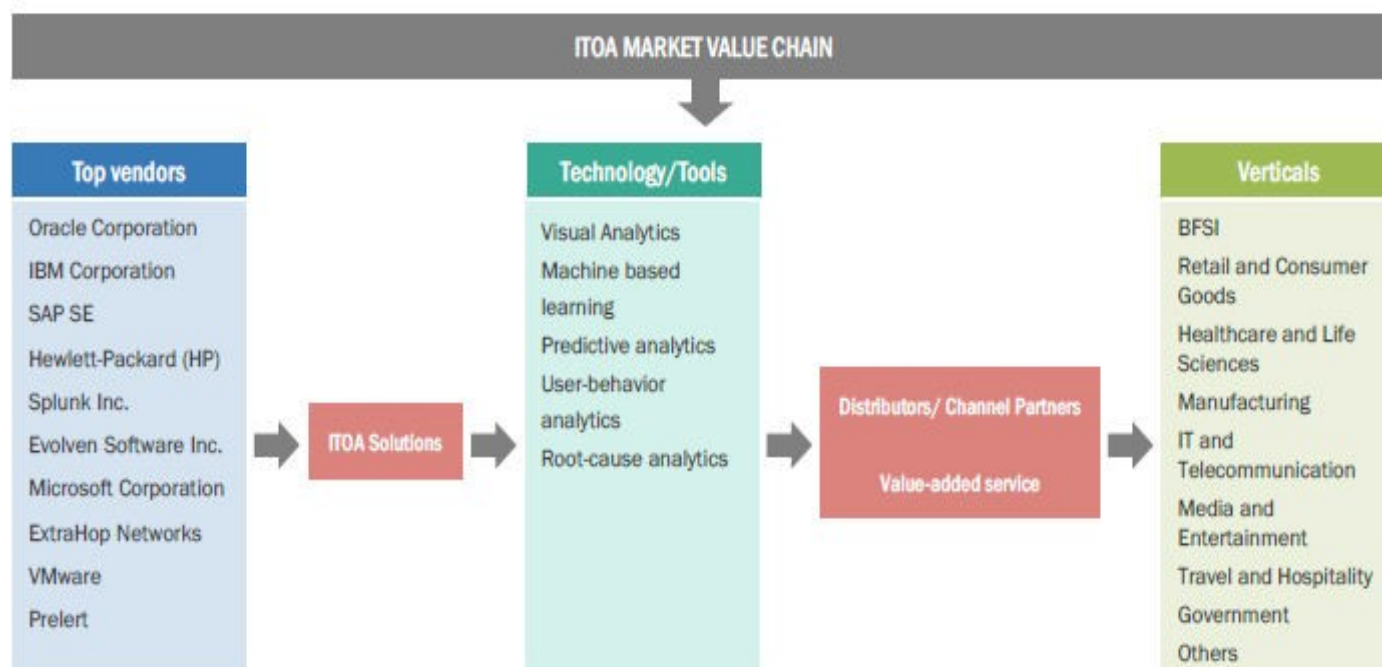 ITOA MARKET VALUE CHAIN
Top vendors
Oracle Corporation
IBM Corporation
SAP SE
Hewlett-Packard (HP)
Splunk Inc.
Evolven Software Inc.
Microsoft Corporation
ExtraHop Networks
VMware
Prelert
ITOA Solutions
Technology/Tools
Visual Analytics
Machine based
learning
Predictive analytics
User-behavior
analytics
Root-cause analytics
Distributors/ Channel Partners
Value-added service
Verticals
BFSI
Retail and Consumer
Goods
Healthcare and Life
Sciences
Manufacturing
IT and
Telecommunication
Media and
Entertainment
Travel and Hospitality
Government
Others